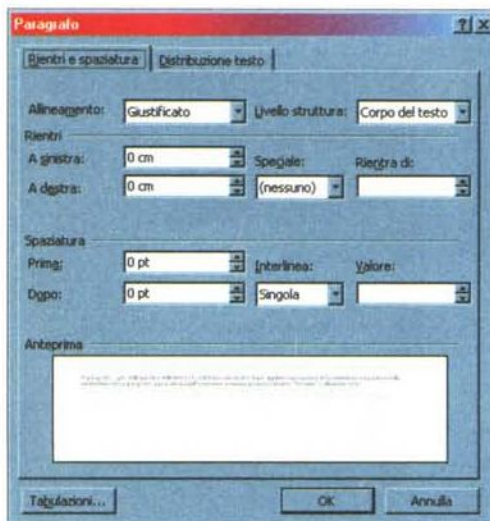 Paragrafo
Rientri e spaziatura Distribuzione testo
Allineamento: Giustificato Livello struttura: Corpo del testo
Rientri
A sinistra: 0 cm Speciale: Rientra di:
A destra: 0 cm (nessuno)
Spaziatura
Prima: 0 pt Interlinea: Valore:
Dopo: 0 pt Singola
Anteprima
Tabulazioni... OK Annulla